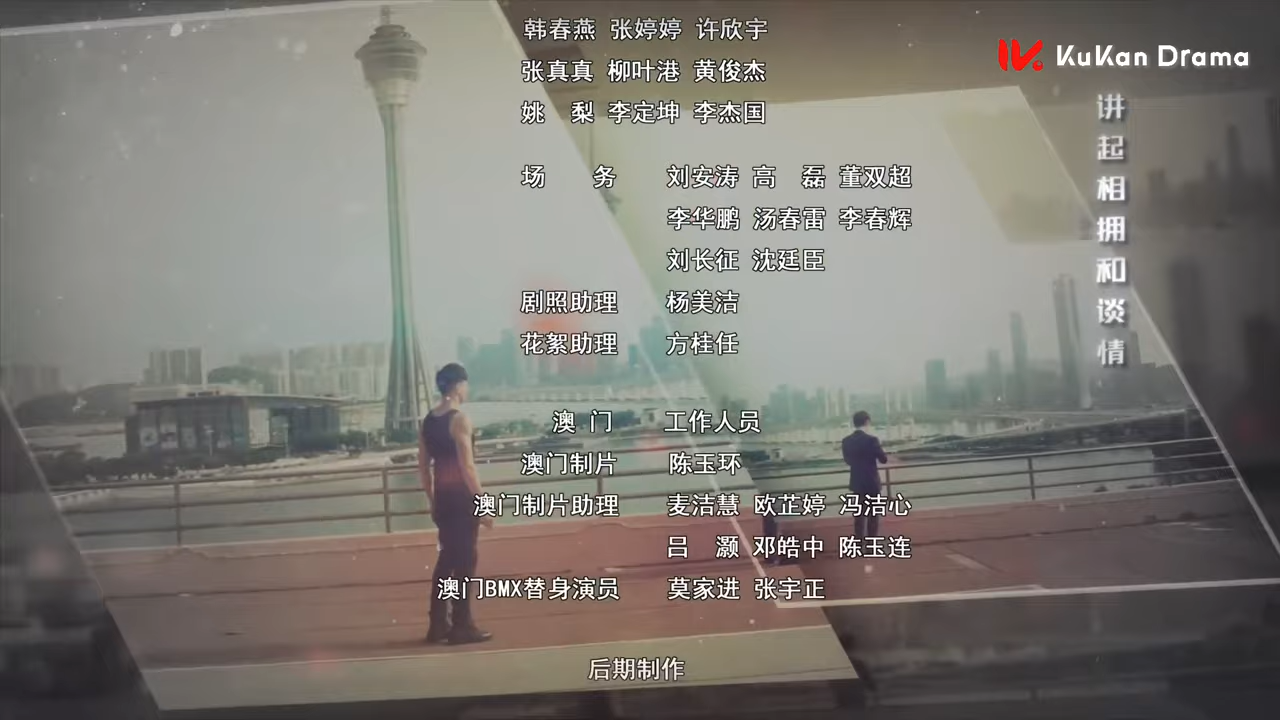 韩春燕 张婷婷 许欣宇
张真真 柳叶港 黄俊杰
姚 梨 李定坤 李杰国
场 务 刘安涛 高 磊 董双超
李华鹏 汤春雷 李春辉
刘长征 沈廷臣
剧照助理 杨美洁
花絮助理 方桂任
澳 门 工作人员
澳门制片 陈玉环
澳门制片助理 麦洁慧 欧芷婷 冯洁心
吕 灏 邓皓中 陈玉连
澳门BMX替身演员 莫家进 张宇正
后期制作
KuKan Drama
讲起相拥和谈情